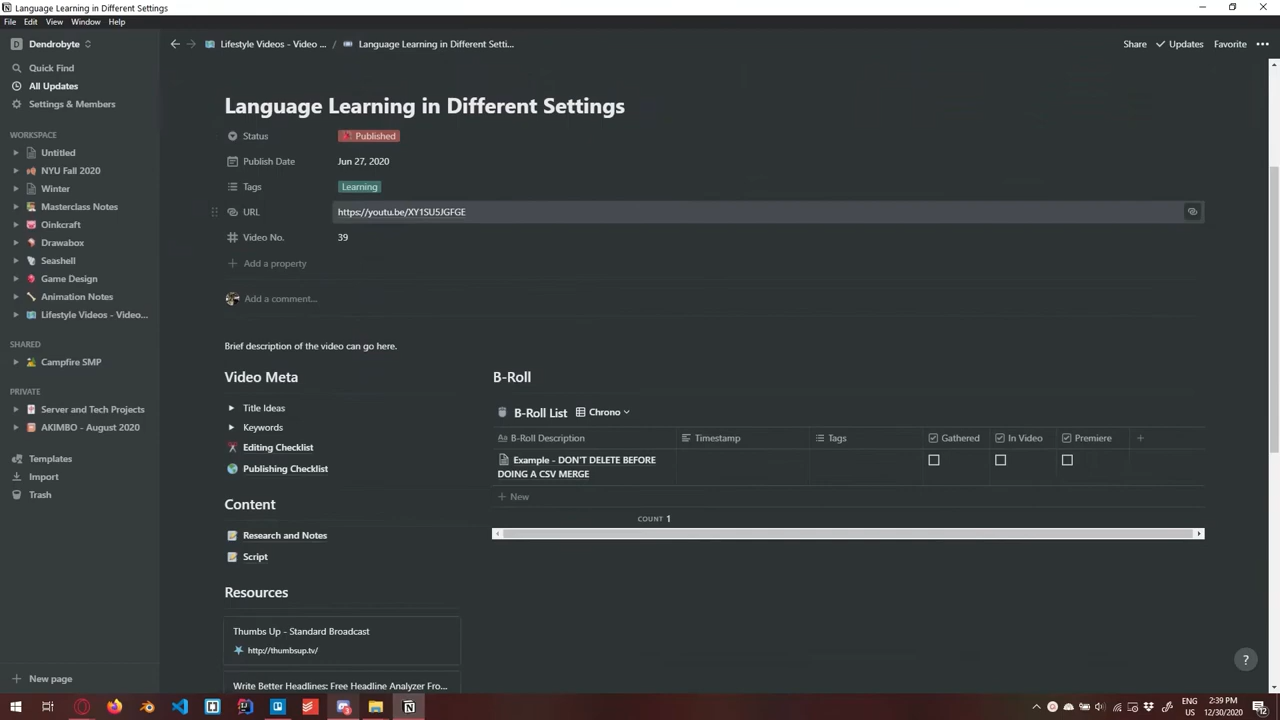 Language Learning in Different Settings
File Edit View Window Help
D Dendrobyte
Lifestyle Videos - Video ... / Language Learning in Different Setti...
Share Updates Favorite
Quick Find
All Updates
Settings & Members
WORKSPACE
Untitled
NYU Fall 2020
Winter
Masterclass Notes
Oinkcraft
Drawabox
Seashell
Game Design
Animation Notes
Lifestyle Videos - Video...
SHARED
Campfire SMP
PRIVATE
Server and Tech Projects
AKIMBO - August 2020
Templates
Import
Trash
New page
Language Learning in Different Settings
Status Published
Publish Date Jun 27, 2020
Tags Learning
URL https://youtu.be/XY1SU5JGFGE
Video No. 39
Add a property
Add a comment...
Brief description of the video can go here.
Video Meta
Title Ideas
Keywords
Editing Checklist
Publishing Checklist
Content
Research and Notes
Script
Resources
Thumbs Up - Standard Broadcast
http://thumbsup.tv/
Write Better Headlines: Free Headline Analyzer Fro...
B-Roll
B-Roll List Chrono
Aa B-Roll Description Timestamp Tags Gathered In Video Premiere
Example - DON'T DELETE BEFORE
DOING A CSV MERGE
New
COUNT 1
?
ENG 2:39 PM
US 12/30/2020
12